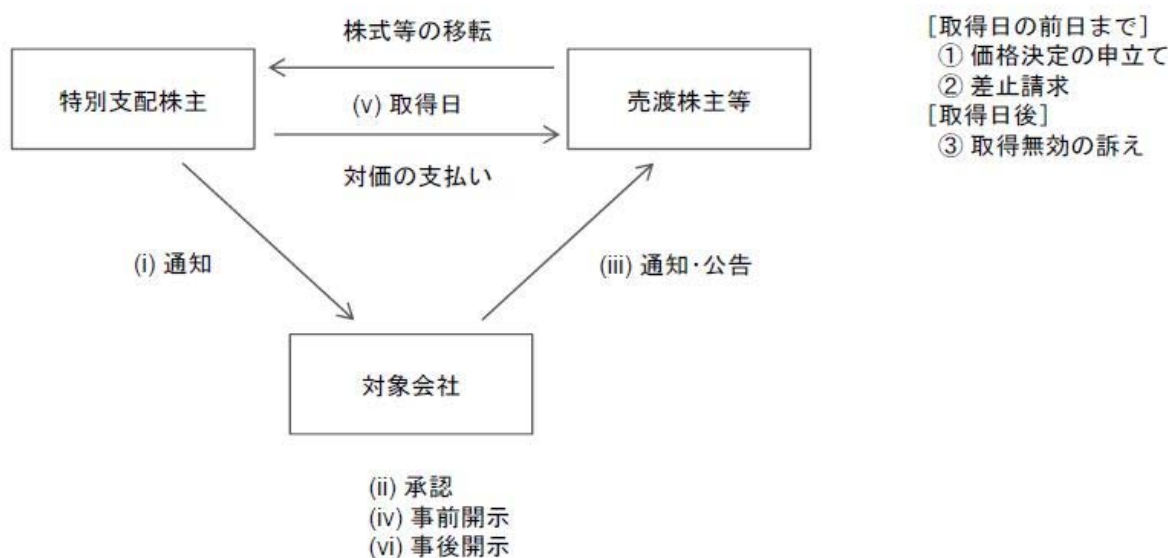 株式等の移転
特別支配株主
(v) 取得日
売渡株主等
対価の支払い
(i) 通知
(iii) 通知･公告
対象会社
(ii) 承認
(iv) 事前開示
(vi) 事後開示
[取得日の前日まで]
① 価格決定の申立て
② 差止請求
[取得日後]
③ 取得無効の訴え